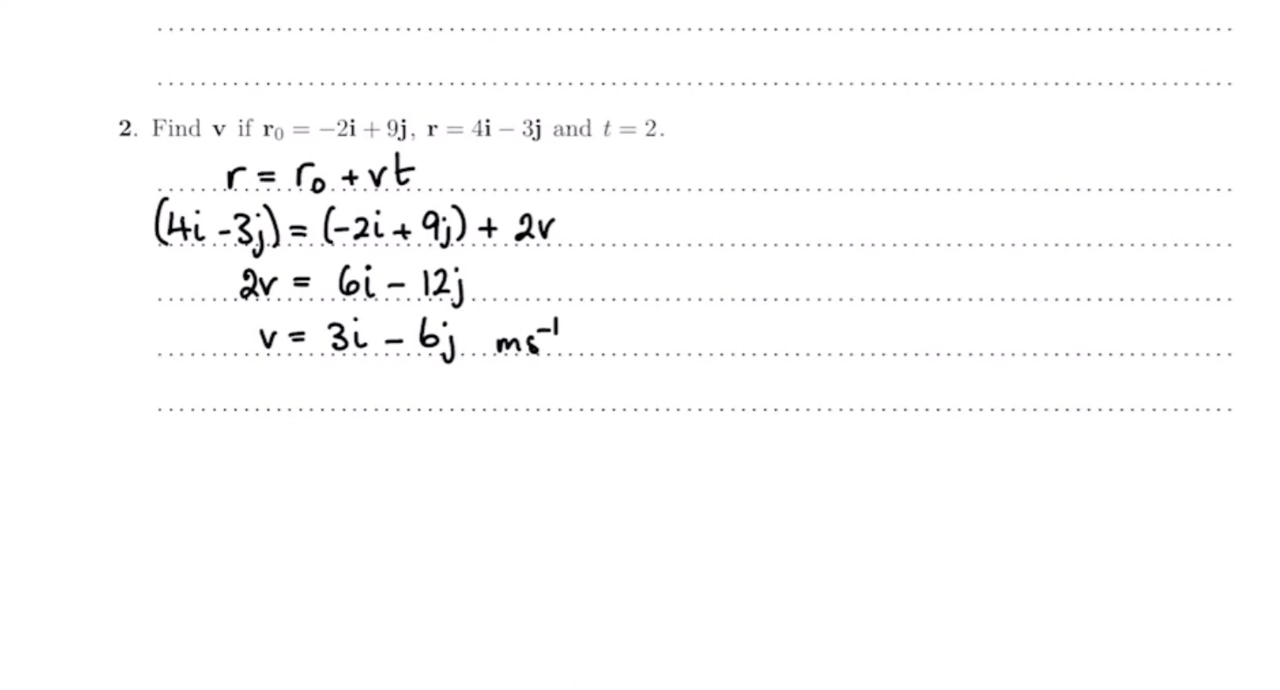 2. Find v if r₀ = −2i + 9j, r = 4i − 3j and t = 2.
r = r₀ + vt
(4i - 3j) = (-2i + 9j) + 2v
2v = 6i - 12j
v = 3i - 6j ms⁻¹